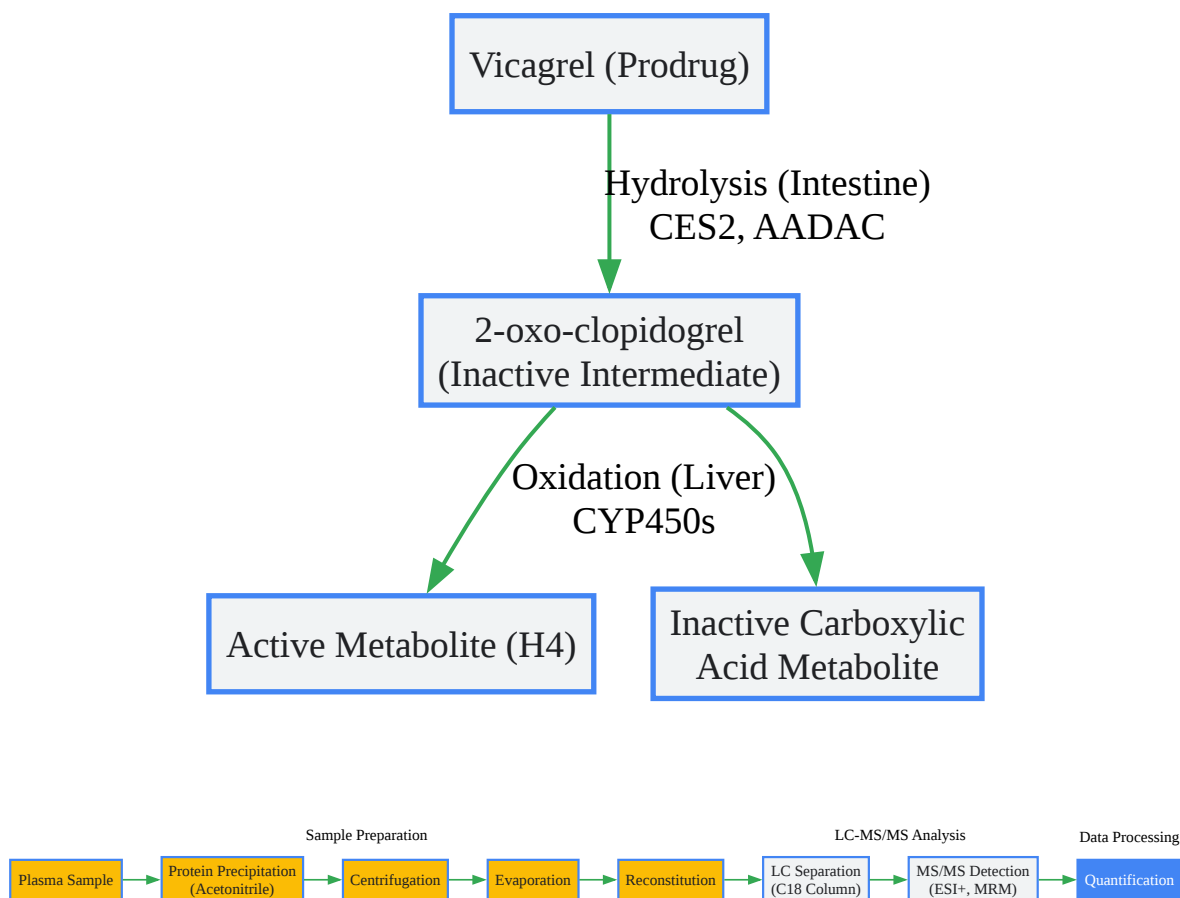 Vicagrel (Prodrug)
Hydrolysis (Intestine)
CES2, AADAC
2-oxo-clopidogrel
(Inactive Intermediate)
Oxidation (Liver)
CYP450s
Active Metabolite (H4)
Inactive Carboxylic
Acid Metabolite
Sample Preparation
LC-MS/MS Analysis
Data Processing
Plasma Sample
Protein Precipitation
(Acetonitrile)
Centrifugation
Evaporation
Reconstitution
LC Separation
(C18 Column)
MS/MS Detection
(ESI+, MRM)
Quantification